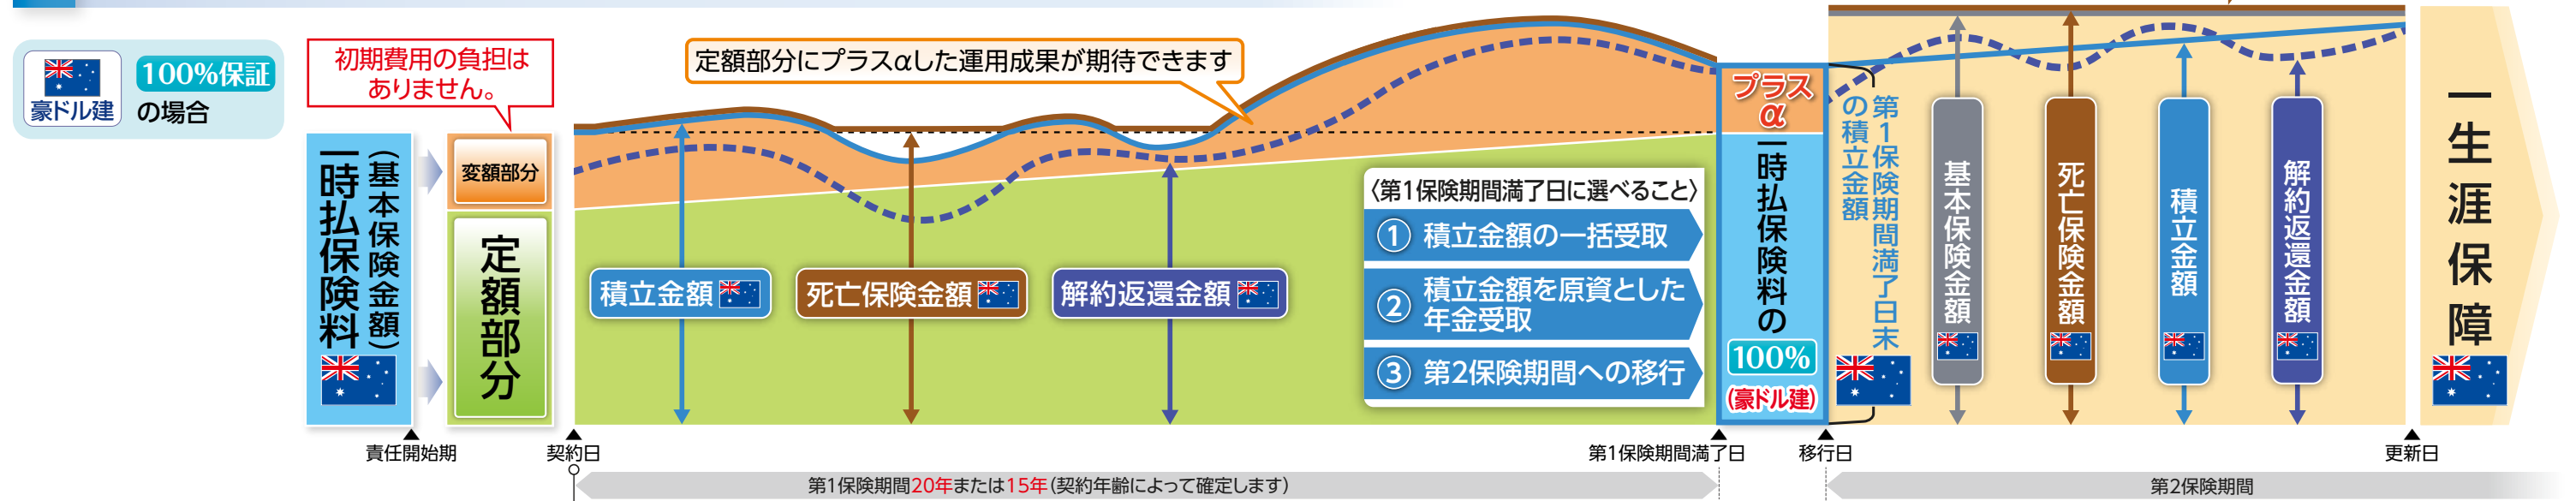 豪ドル建
100%保証
の場合
初期費用の負担は
ありません。
一時払保険料
(基本保険金額)
変額部分
定額部分
定額部分にプラスαした運用成果が期待できます
積立金額
死亡保険金額
解約返還金額
〈第1保険期間満了日に選べること〉
① 積立金額の一括受取
② 積立金額を原資とした
年金受取
③ 第2保険期間への移行
プラス
α
一時払保険料の
100%
(豪ドル建)
第1保険期間満了日末
の積立金額
基本保険金額
死亡保険金額
積立金額
解約返還金額
一生涯保障
責任開始期
契約日
第1保険期間満了日
移行日
更新日
第1保険期間20年または15年(契約年齢によって確定します)
第2保険期間